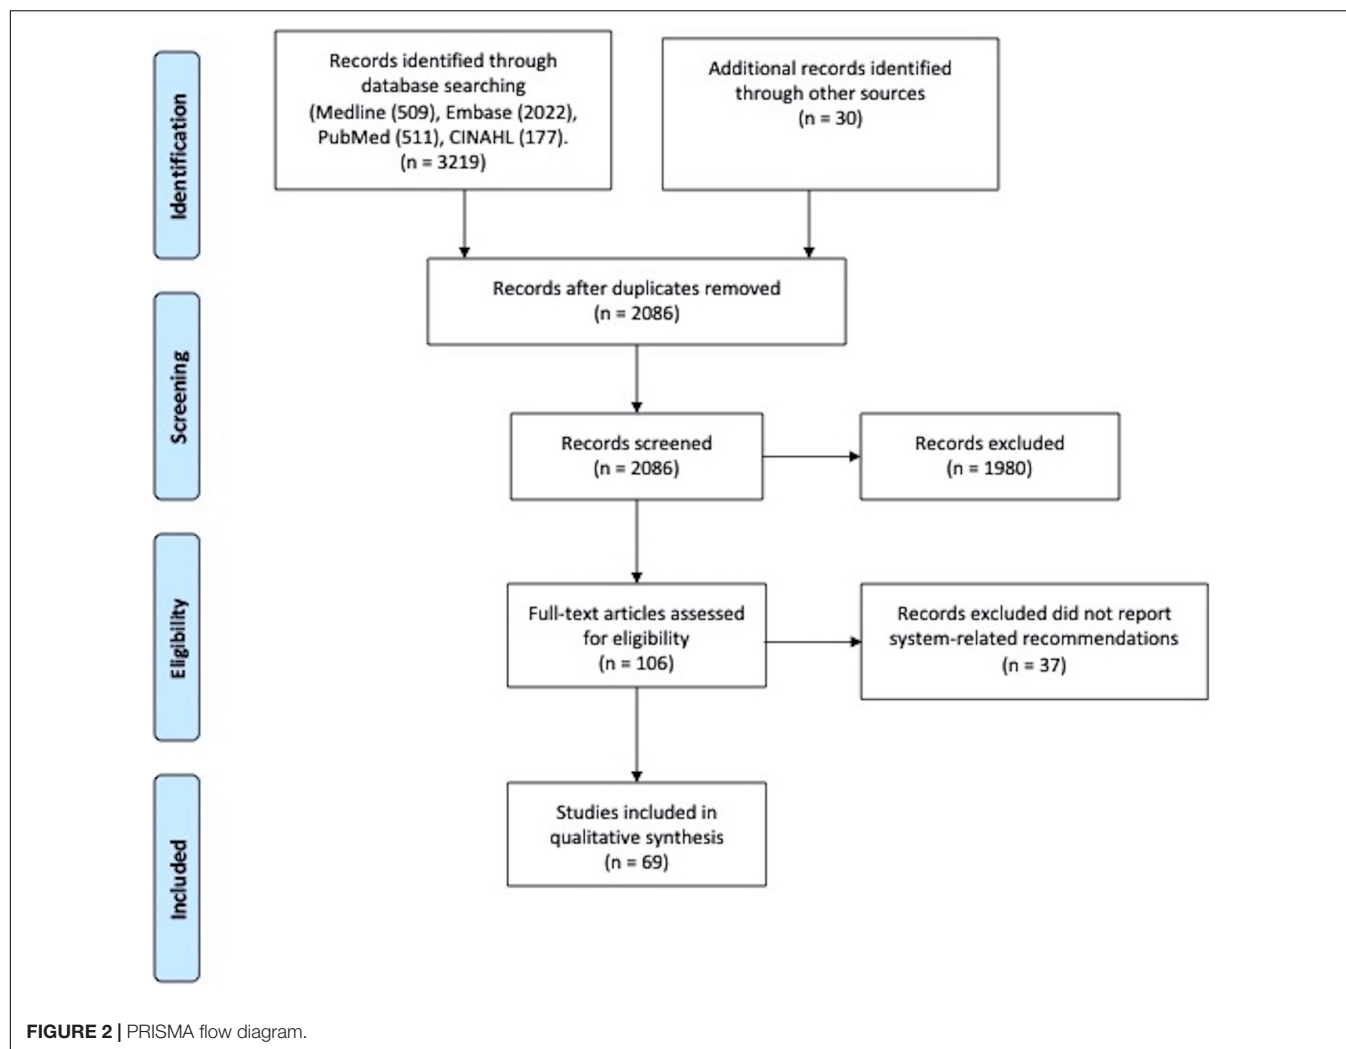 Identification
Records identified through
database searching
(Medline (509), Embase (2022),
PubMed (511), CINAHL (177).
(n = 3219)
Additional records identified
through other sources
(n = 30)
Records after duplicates removed
(n = 2086)
Screening
Records screened
(n = 2086)
Records excluded
(n = 1980)
Eligibility
Full-text articles assessed
for eligibility
(n = 106)
Records excluded did not report
system-related recommendations
(n = 37)
Included
Studies included in
qualitative synthesis
(n = 69)
FIGURE 2 | PRISMA flow diagram.